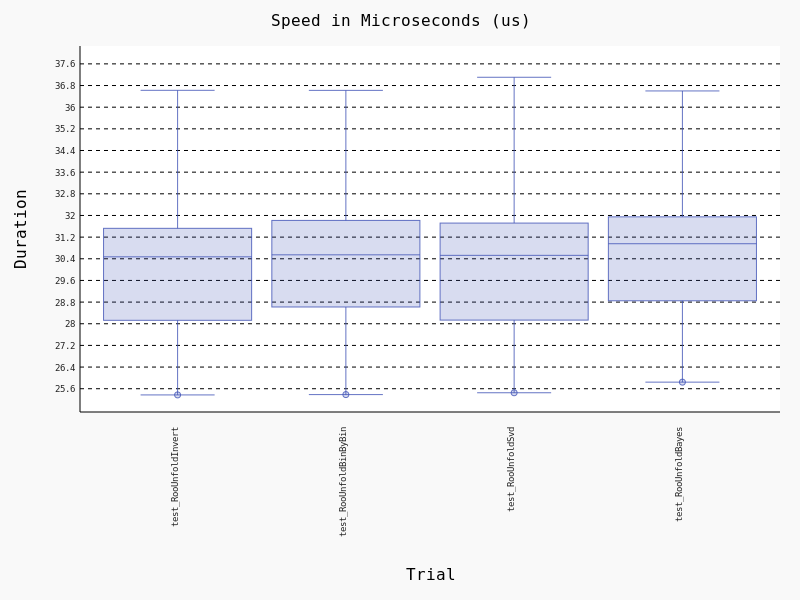 Speed in Microseconds (us)
Duration
37.6
36.8
36
35.2
34.4
33.6
32.8
32
31.2
30.4
29.6
28.8
28
27.2
26.4
25.6
test_RooUnfoldInvert
test_RooUnfoldBinByBin
test_RooUnfoldSvd
test_RooUnfoldBayes
Trial